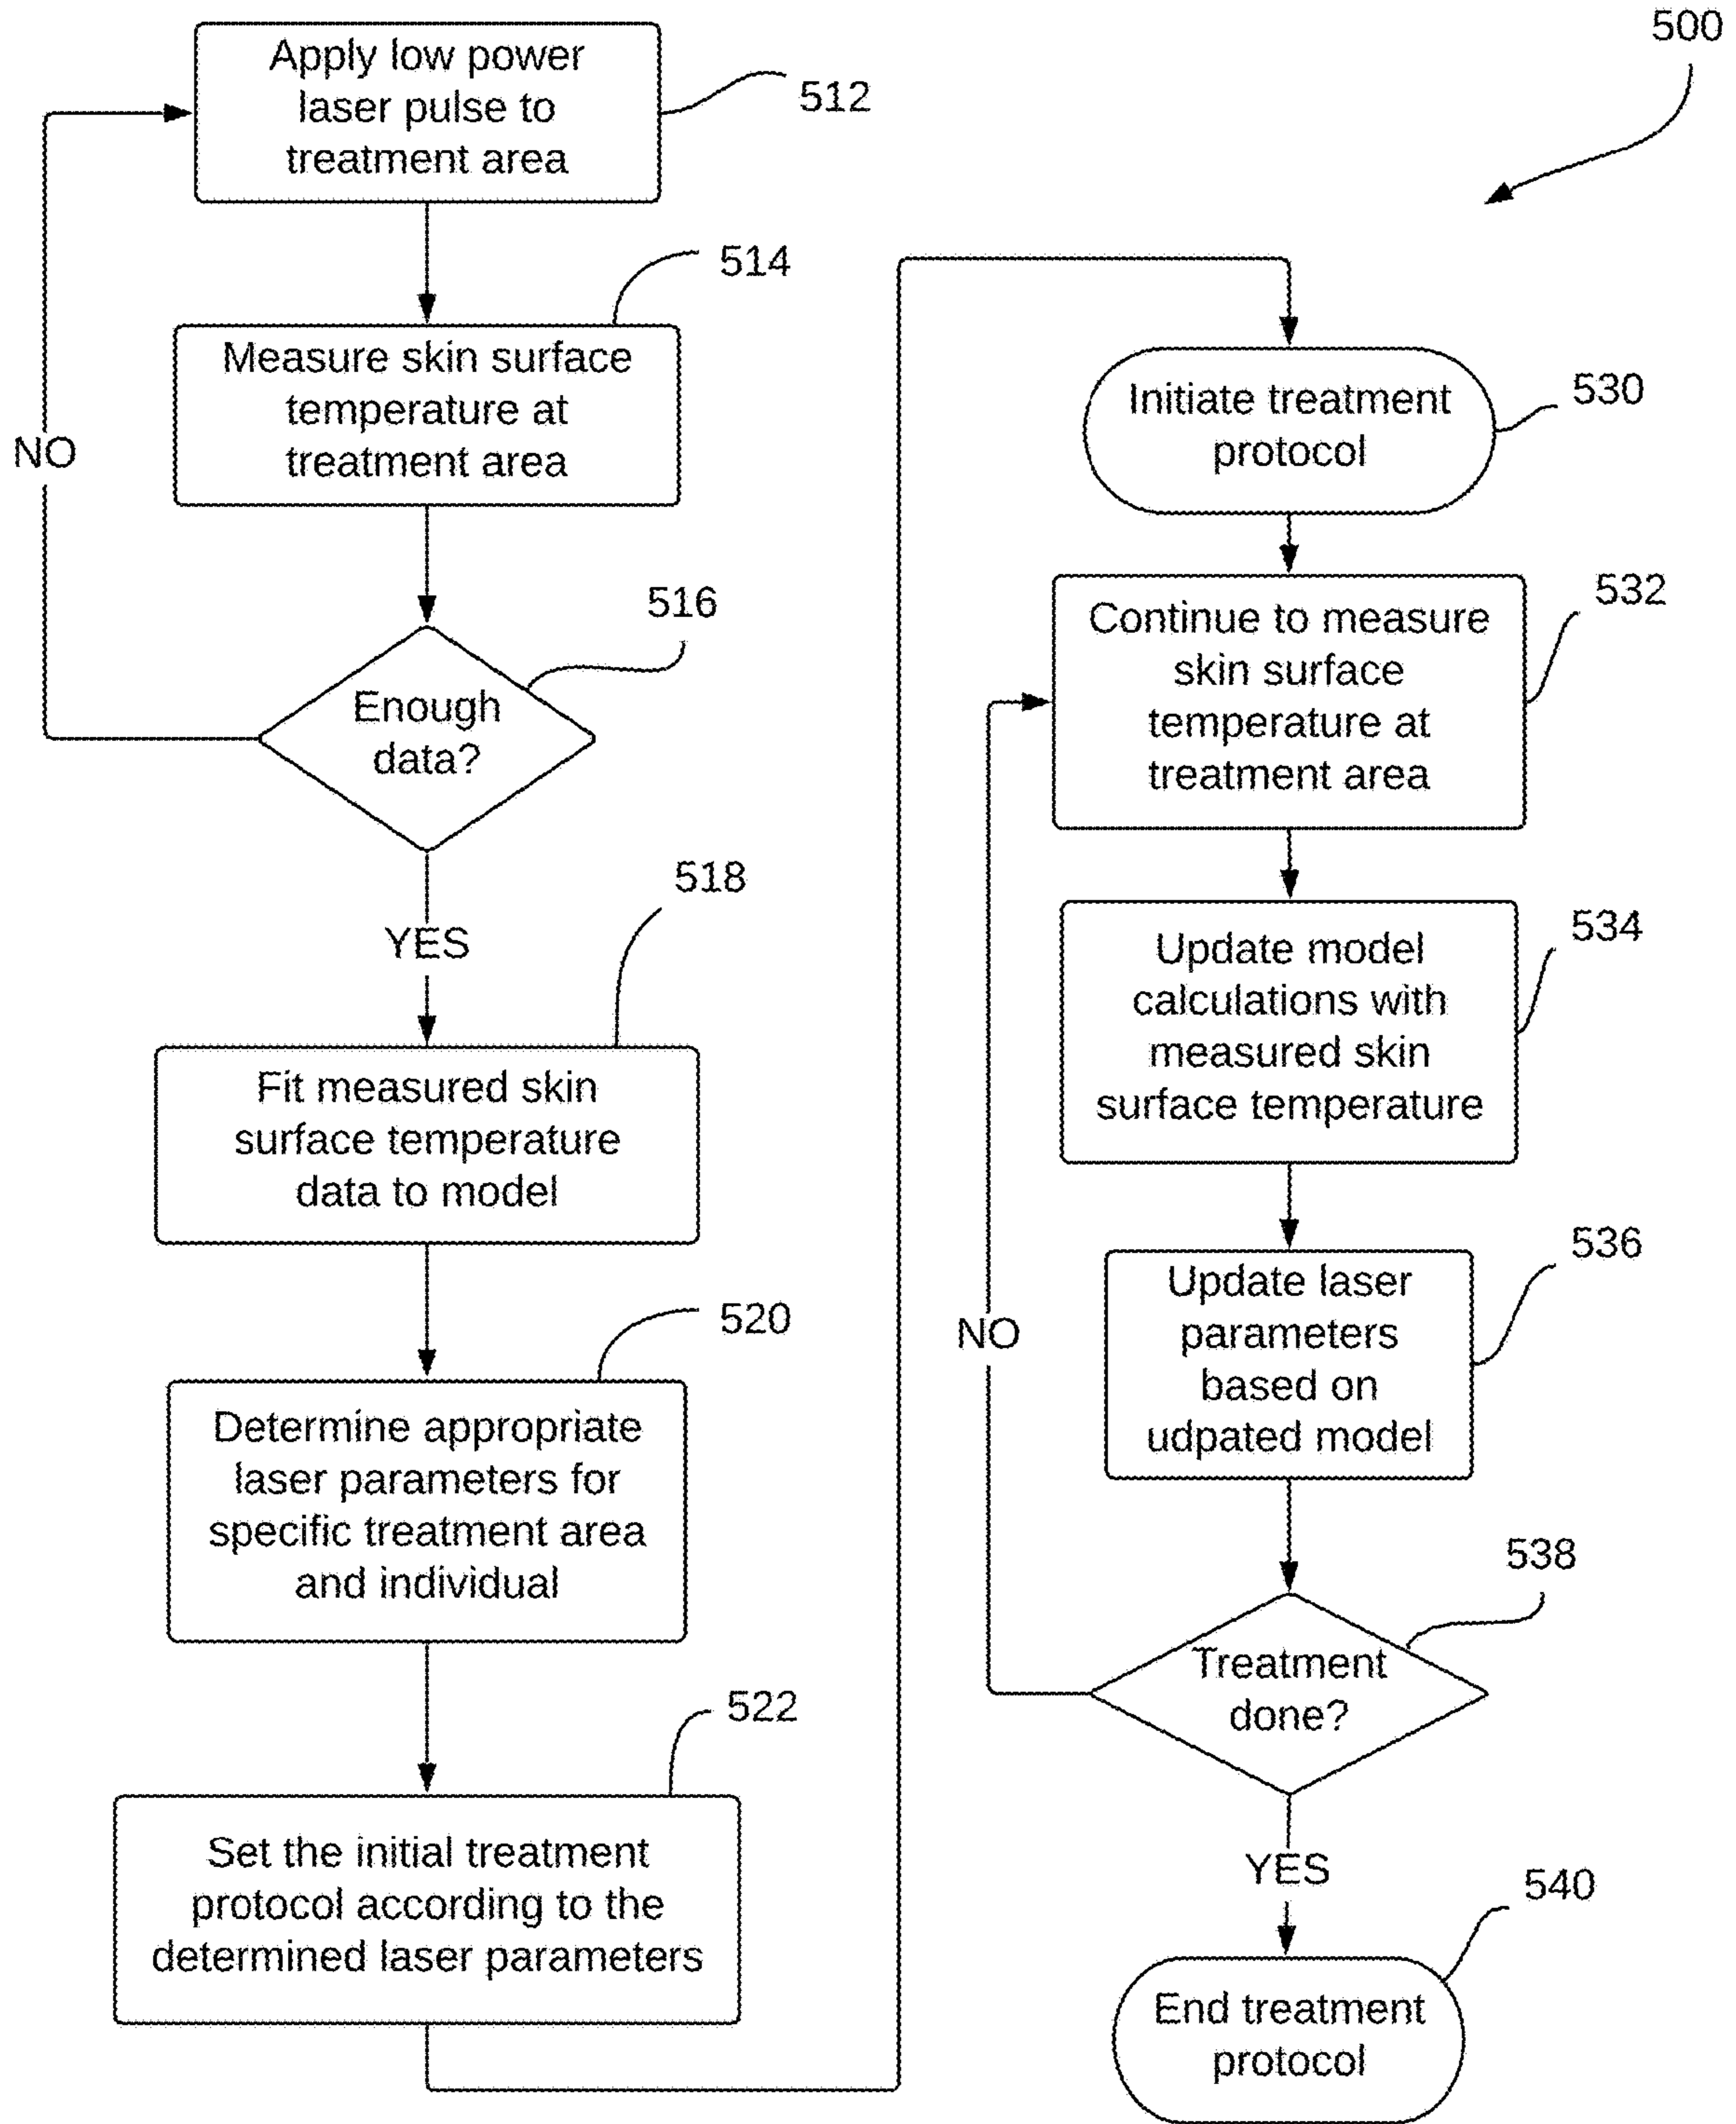 500
Apply low power
laser pulse to
treatment area
512
514
Measure skin surface
temperature at
treatment area
NO
516
Enough
data?
YES
518
Fit measured skin
surface temperature
data to model
520
Determine appropriate
laser parameters for
specific treatment area
and individual
522
Set the initial treatment
protocol according to the
determined laser parameters
Initiate treatment
protocol
530
532
Continue to measure
skin surface
temperature at
treatment area
534
Update model
calculations with
measured skin
surface temperature
536
Update laser
parameters
based on
udpated model
NO
538
Treatment
done?
YES
540
End treatment
protocol